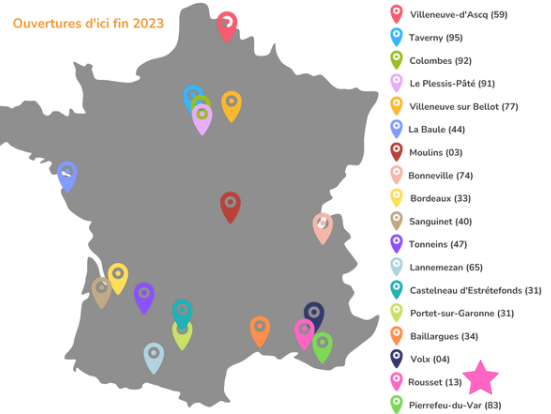 Ouvertures d'ici fin 2023
Villeneuve-d'Ascq (59)
Taverny (95)
Colombes (92)
Le Plessis-Pâté (91)
Villeneuve sur Bellot (77)
La Baule (44)
Moulins (03)
Bonneville (74)
Bordeaux (33)
Sanguinet (40)
Tonneins (47)
Lannemezan (65)
Castelneau d'Estrétefonds (31)
Portet-sur-Garonne (31)
Baillargues (34)
Volx (04)
Rousset (13)
Pierrefeu-du-Var (83)